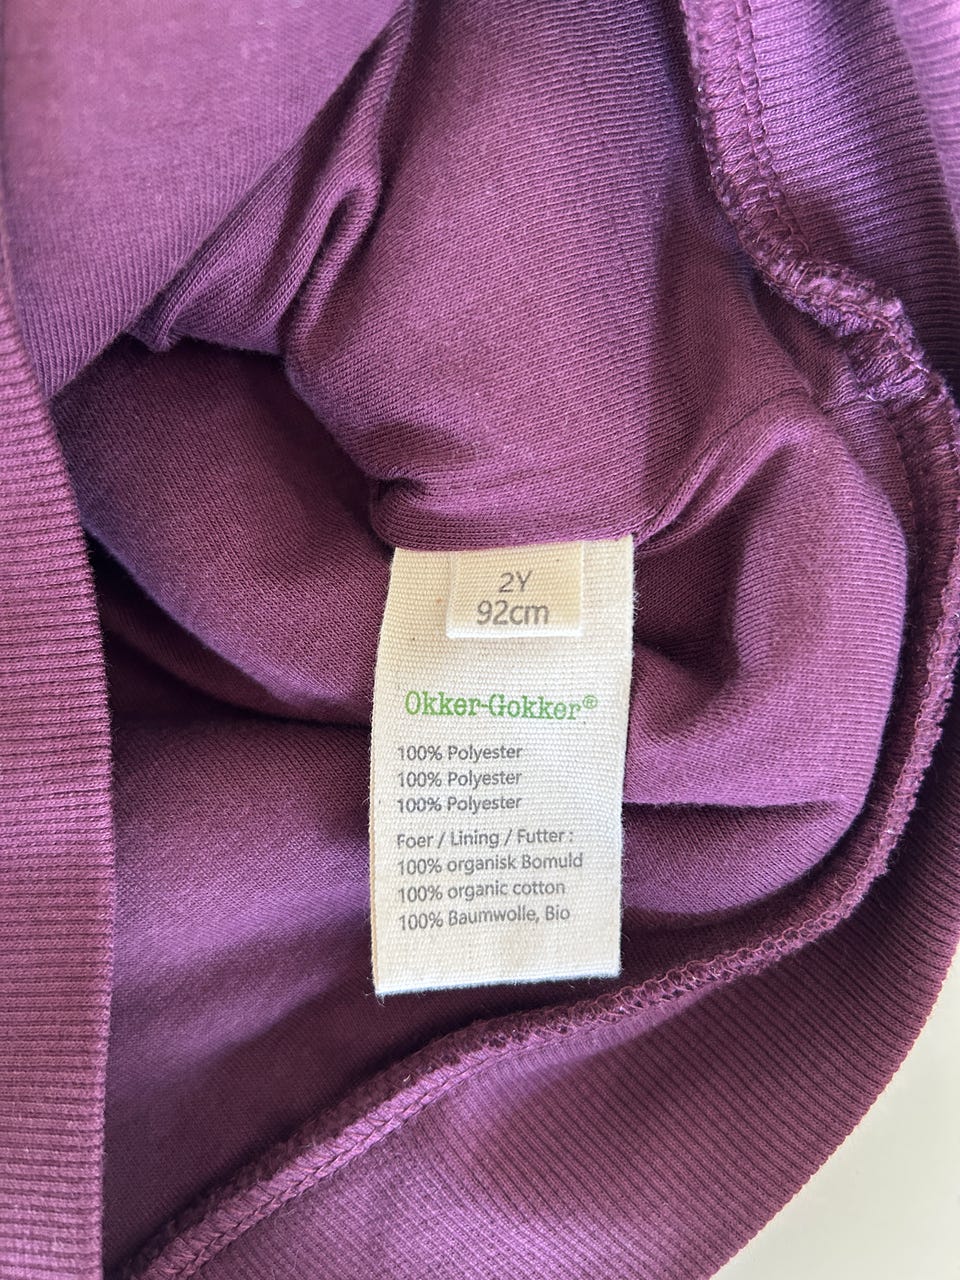 2Y
92cm
Okker-Gokker®
100% Polyester
100% Polyester
100% Polyester
Foer / Lining / Futter :
100% organisk Bomuld
100% organic cotton
100% Baumwolle, Bio